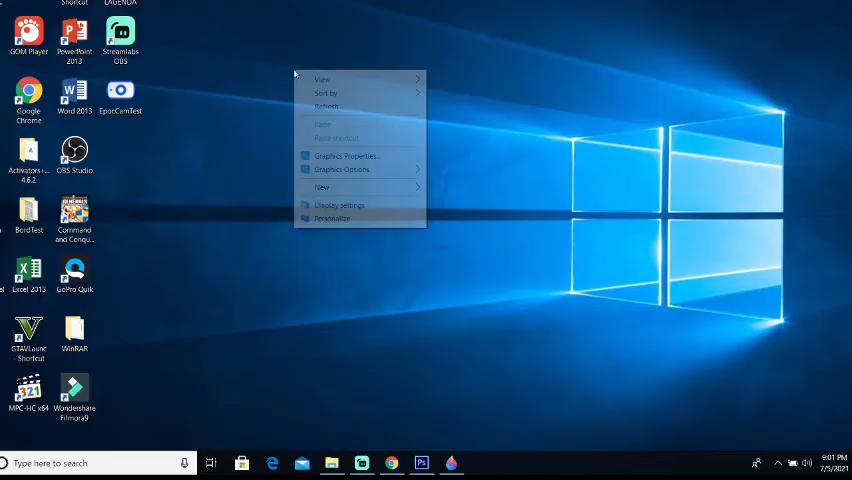 Shortcut
LAGENDA
GOM Player
PowerPoint
2013
Streamlabs
OBS
Google
Chrome
Word 2013
EpocCamTest
Activators+...
4.6.2
OBS Studio
BordTest
Command
and Conqu...
Excel 2013
GoPro Quik
GTAVLaunc
- Shortcut
WinRAR
MPC-HC x64
Wondershare
Filmora9
View
Sort by
Refresh
Paste
Paste shortcut
Graphics Properties...
Graphics Options
New
Display settings
Personalize
Type here to search
9:01 PM
7/5/2021